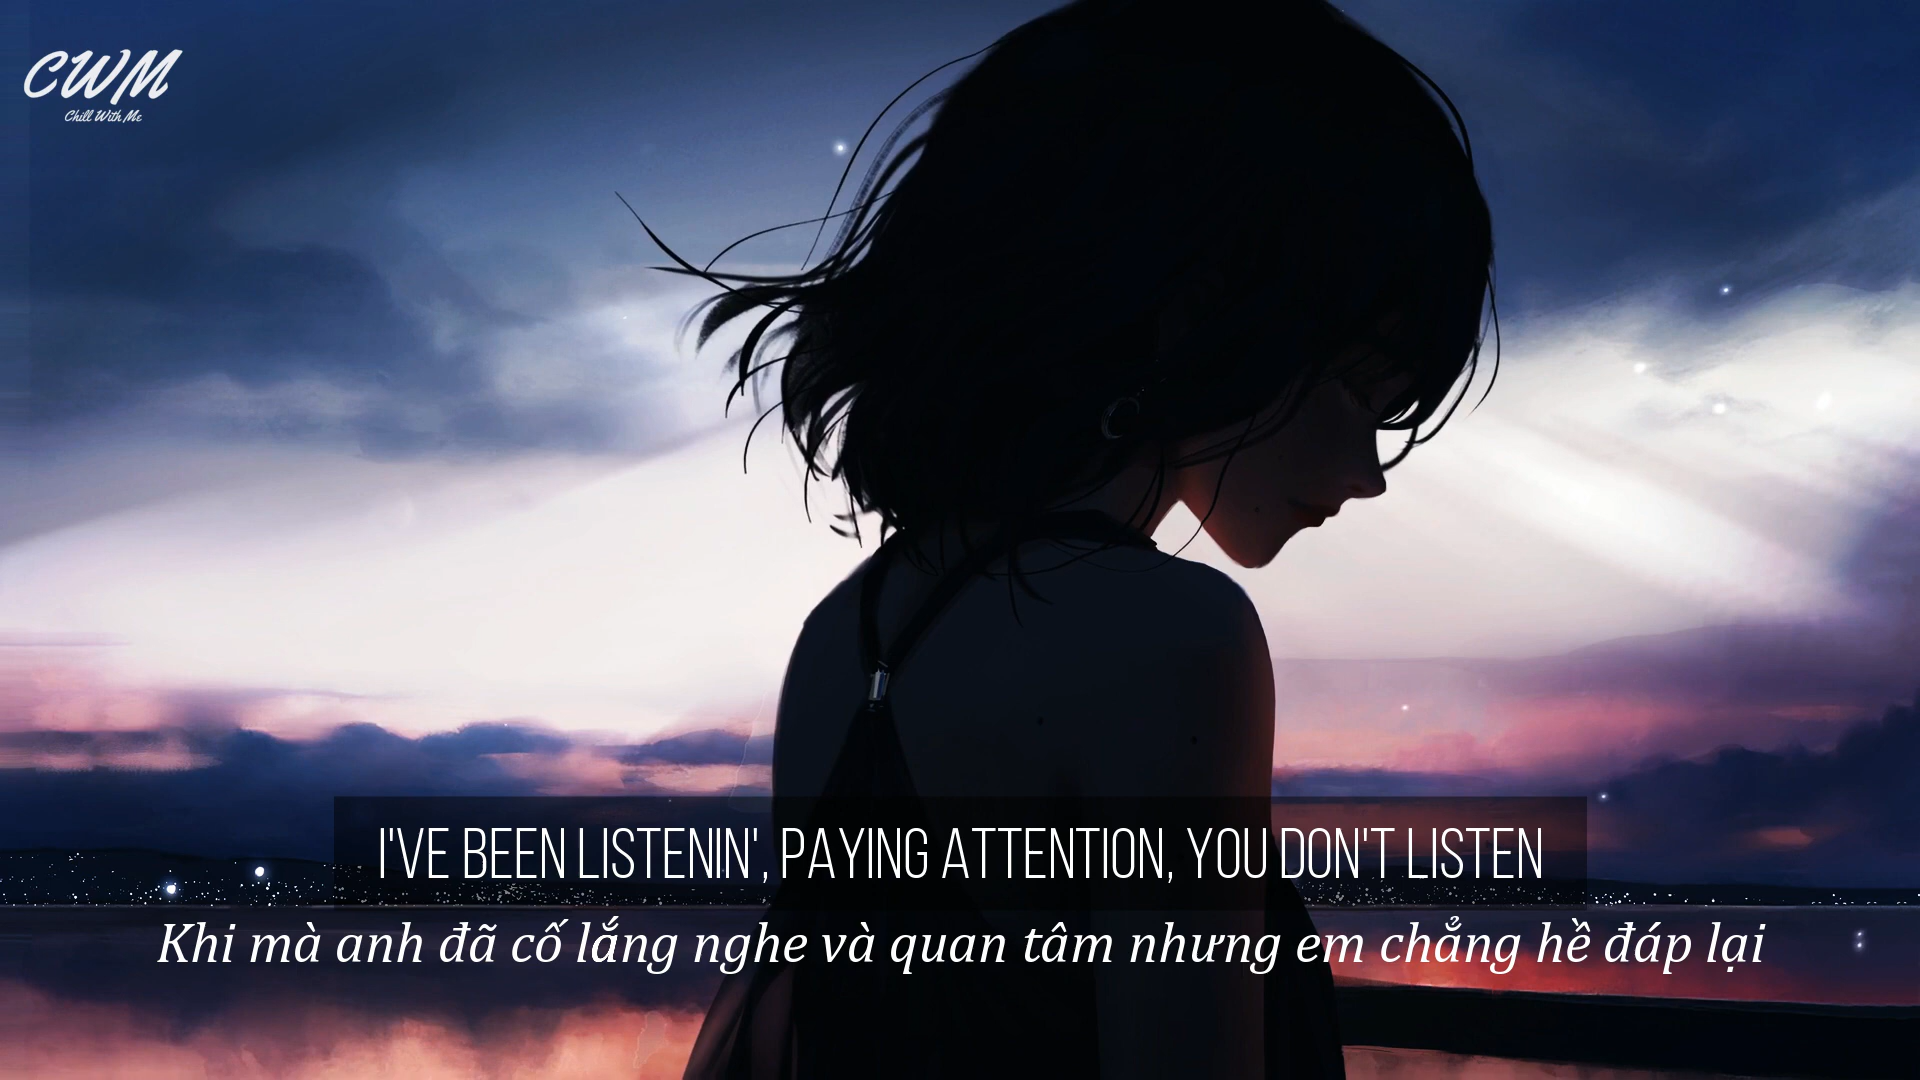 CWM
Chill With Me
I'VE BEEN LISTENIN', PAYING ATTENTION, YOU DON'T LISTEN
Khi mà anh đã cố lắng nghe và quan tâm nhưng em chẳng hề đáp lại